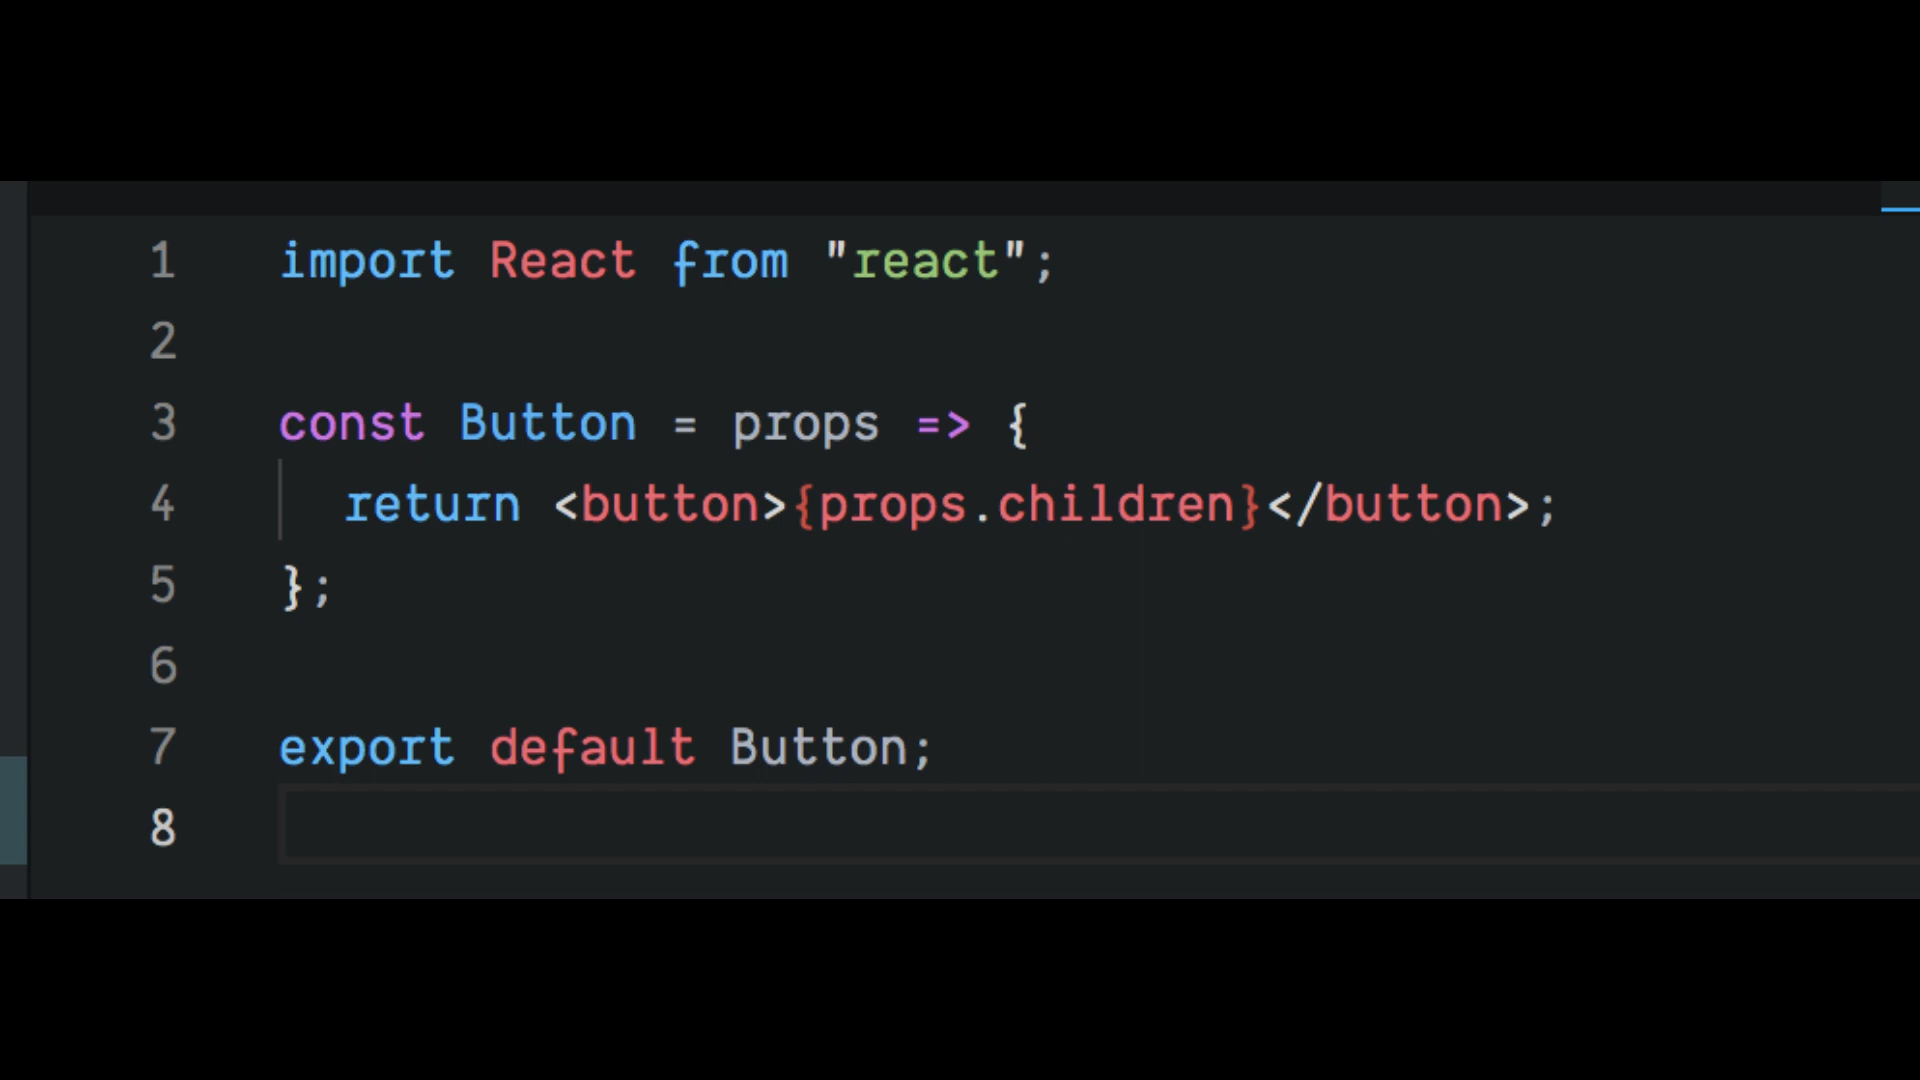 1 import React from "react";
2
3 const Button = props => {
4 return <button>{props.children}</button>;
5 };
6
7 export default Button;
8